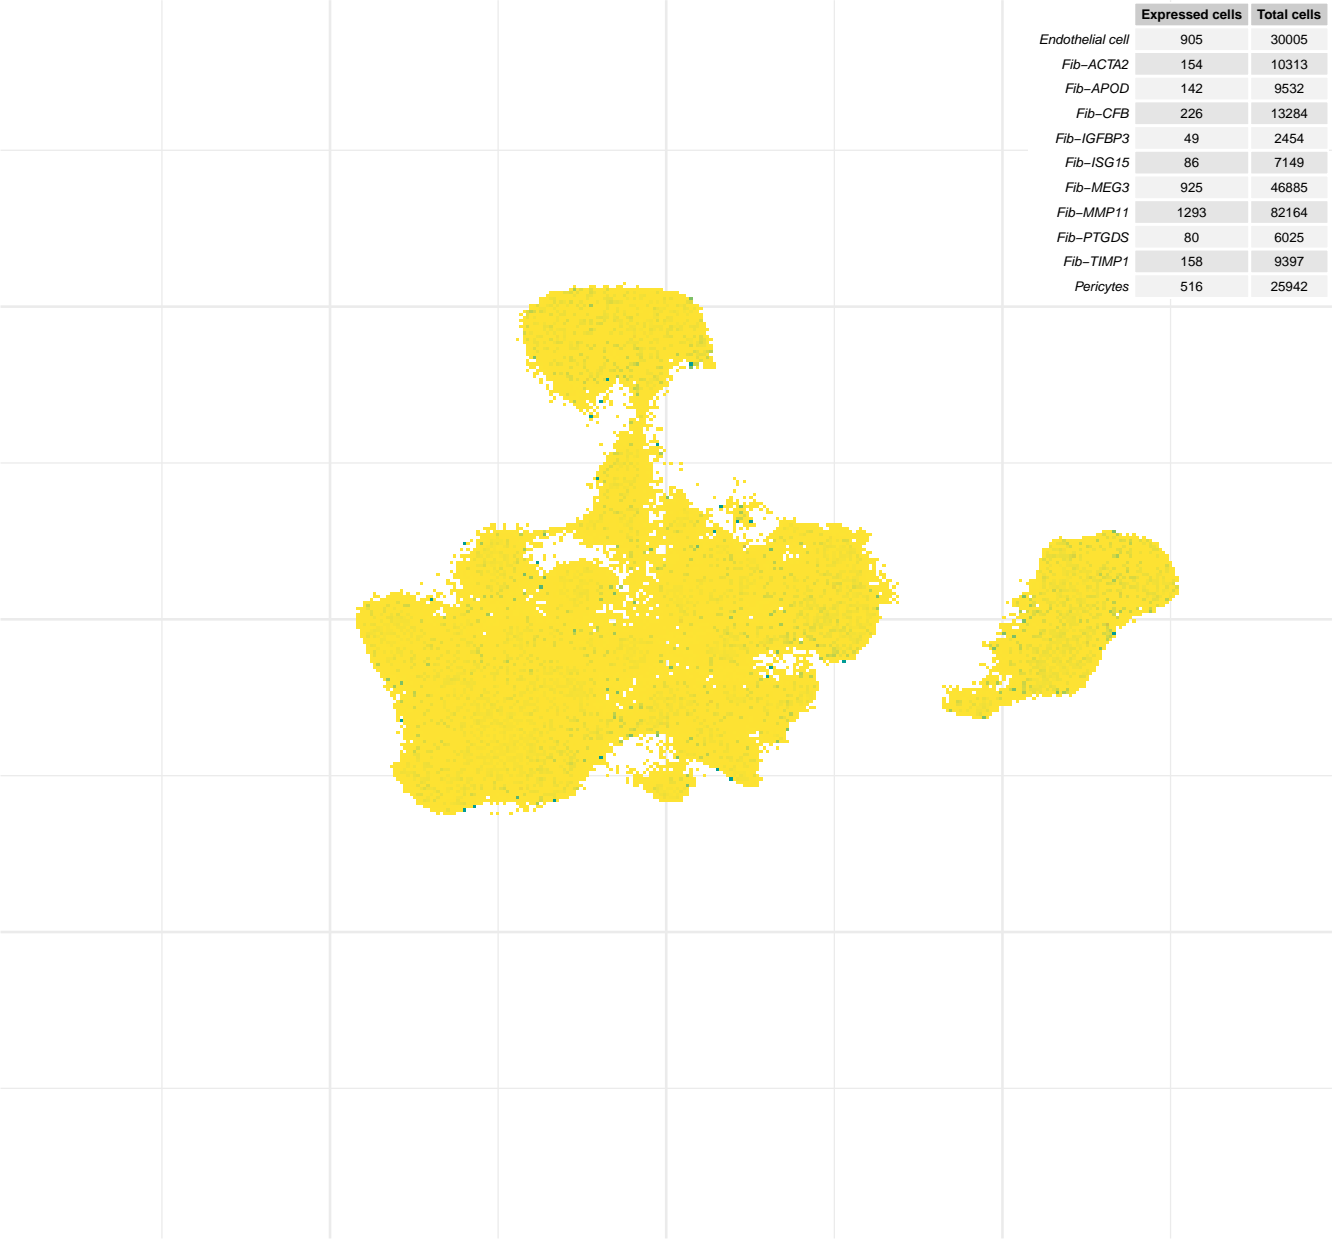 Expressed cells Total cells
Endothelial cell 905 30005
Fib−ACTA2 154 10313
Fib−APOD 142 9532
Fib−CFB 226 13284
Fib−IGFBP3 49 2454
Fib−ISG15 86 7149
Fib−MEG3 925 46885
Fib−MMP11 1293 82164
Fib−PTGDS 80 6025
Fib−TIMP1 158 9397
Pericytes 516 25942